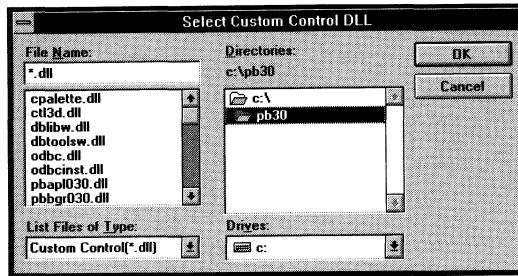 Select Custom Control DLL
File Name:
*.dll
cpalette.dll
ctl3d.dll
dblibw.dll
dbtoolsw.dll
odbc.dll
odbcinst.dll
pbapl030.dll
pbbgr030.dll
List Files of Type:
Custom Control(*.dll)
Directories:
c:\pb30
c:\
pb30
Drives:
c:
OK
Cancel